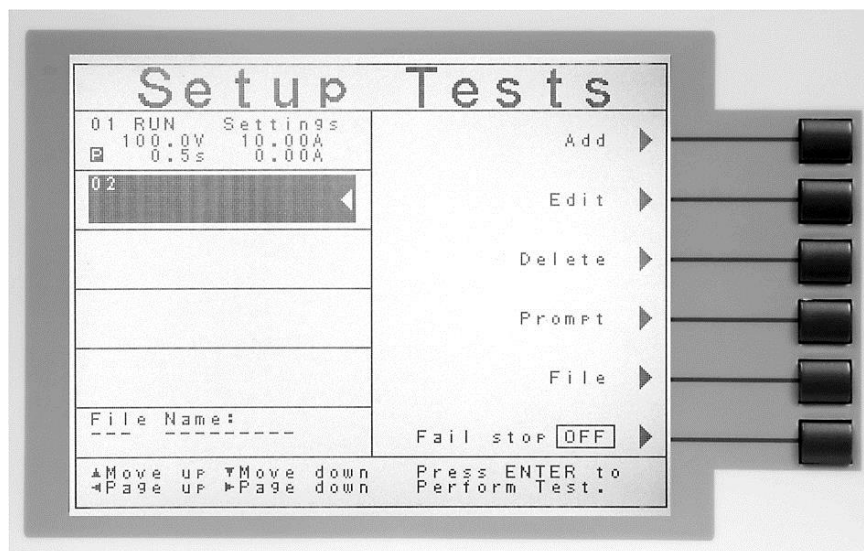 Setup Tests
01 RUN Settings
100.0V 10.00A
P 0.5s 0.00A
02
Add
Edit
Delete
Prompt
File
File Name:
Fail stop OFF
▲Move up ▼Move down
◄Page up ►Page down
Press ENTER to
Perform Test.